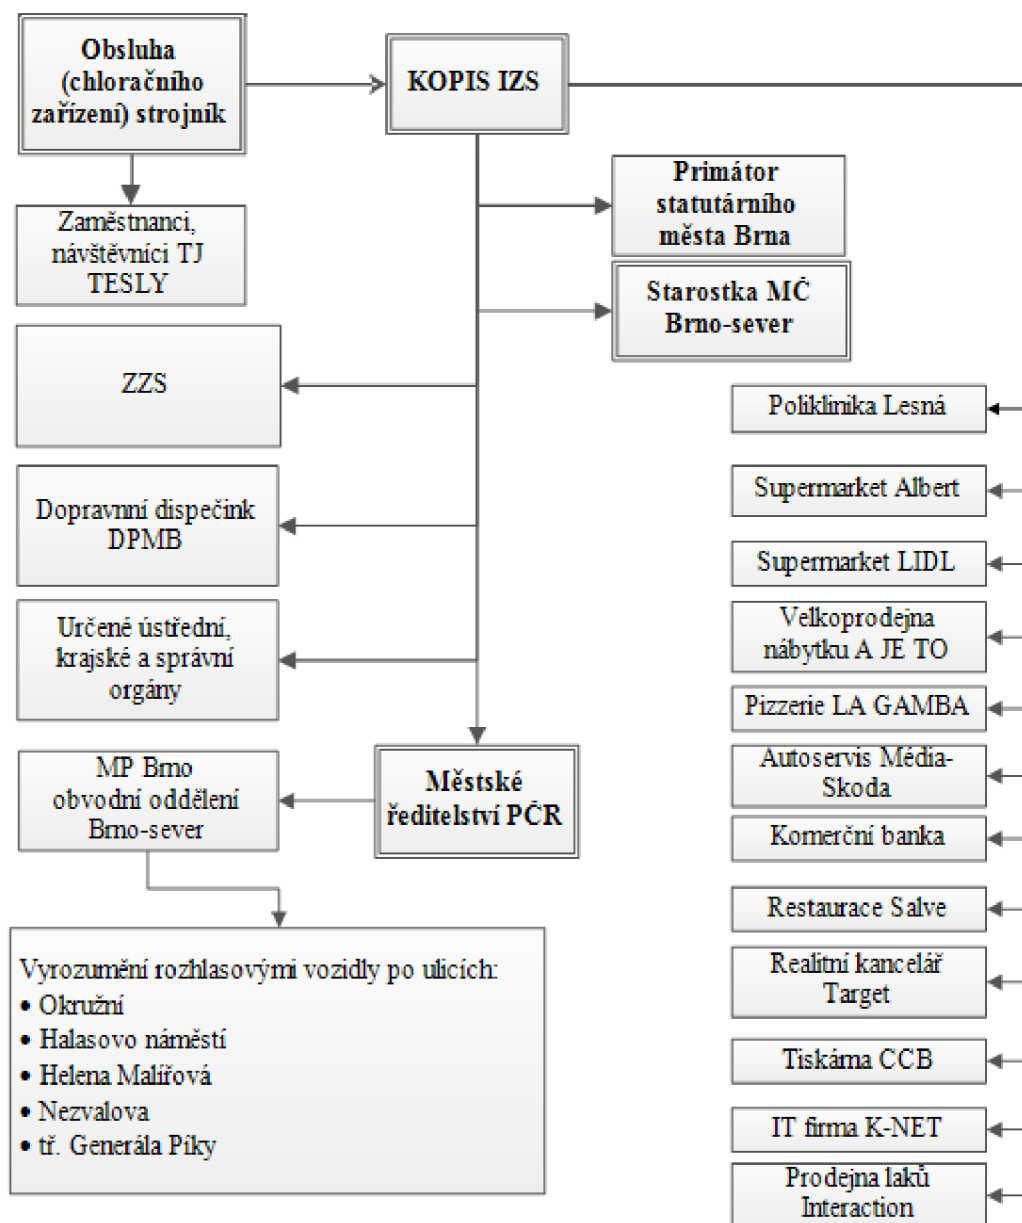 Obsluha
(chloračního
zařízení) strojník
KOPIS IZS
Primátor
statutárního
města Brna
Zaměstnanci,
návštěvníci TJ
TESLY
Starostka MČ
Brno-sever
ZZS
Poliklinika Lesná
Supermarket Albert
Dopravnní dispečink
DPMB
Supermarket LIDL
Určené ústřední,
krajské a správní
orgány
Velkoprodejna
nábytku A JE TO
Pizzerie LA GAMBA
MP Brno
obvodní oddělení
Brno-sever
Městské
ředitelství PČR
Autoservis Média-
Skoda
Komerční banka
Restaurace Salve
Vyrozumění rozhlasovými vozidly po ulicích:
• Okružní
• Halasovo náměstí
• Helena Malířová
• Nezvalova
• tř. Generála Píky
Realitní kancelář
Target
Tiskárna CCB
IT firma K-NET
Prodejna laků
Interaction